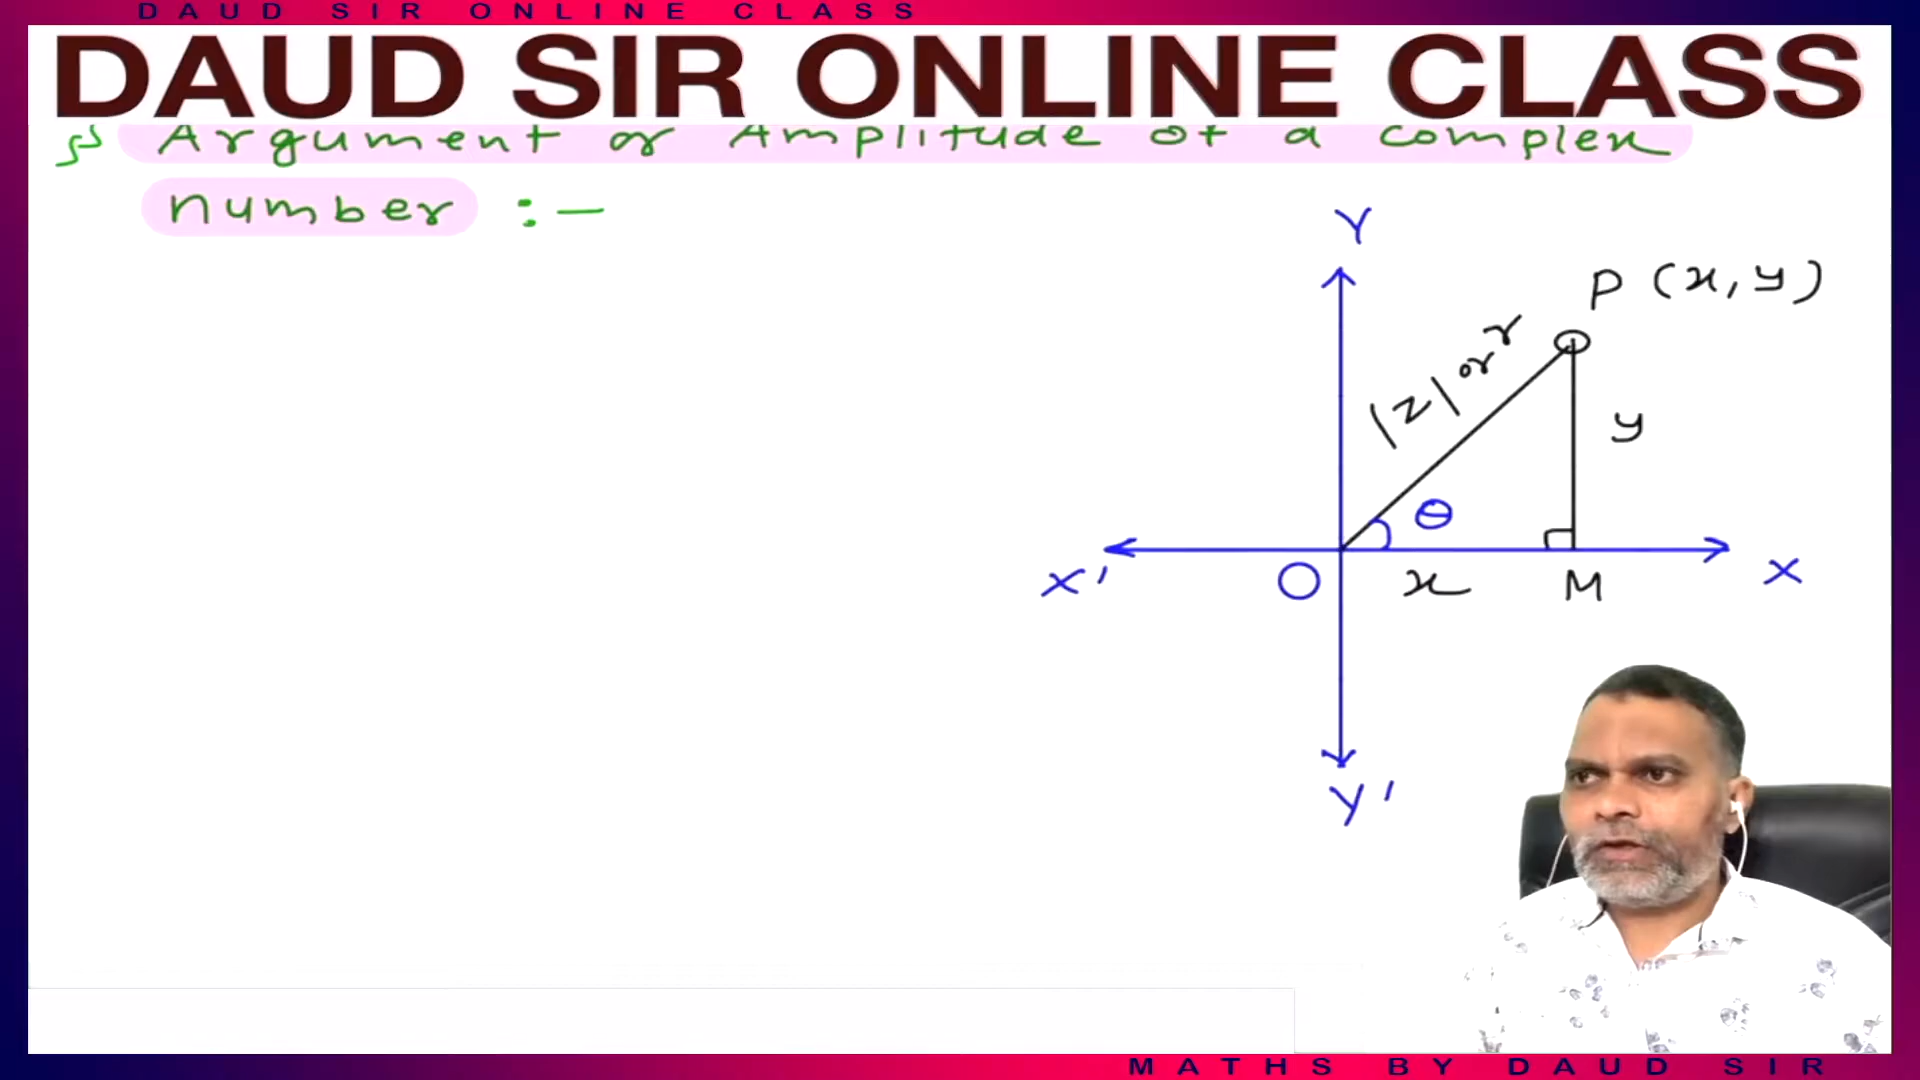 DAUD SIR ONLINE CLASS
DAUD SIR ONLINE CLASS
Argument or Amplitude of a complex
number :-
Y
P (x, y)
|z| or r
y
θ
X' O x M X
Y'
MATHS BY DAUD SIR